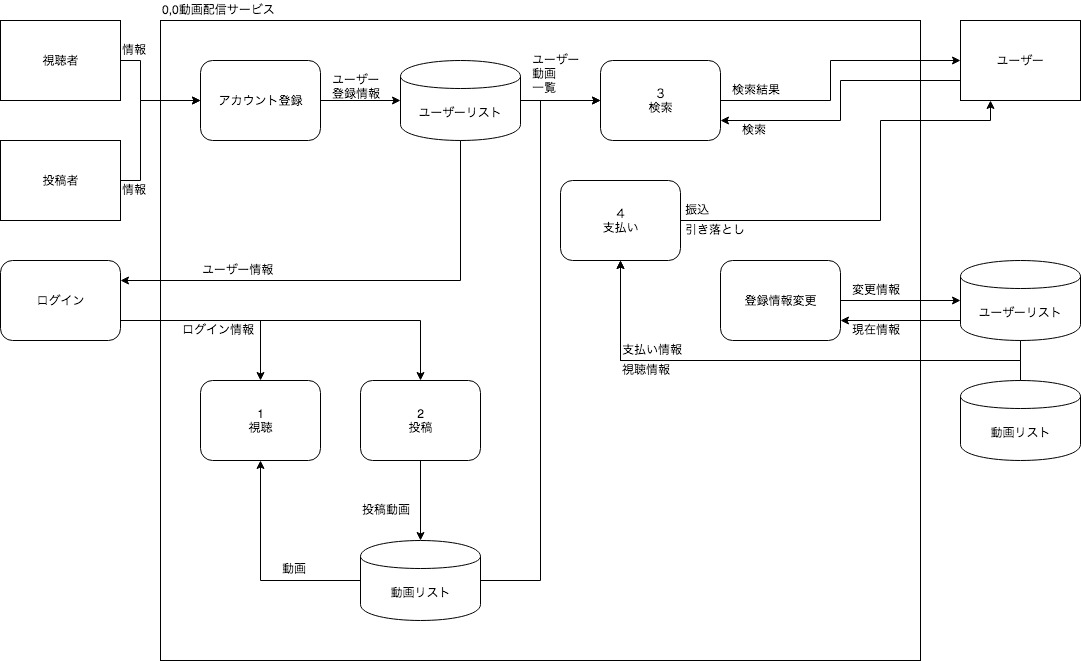 0,0動画配信サービス
視聴者
情報
投稿者
情報
アカウント登録
ユーザー
登録情報
ユーザーリスト
ユーザー
動画
一覧
3
検索
検索結果
検索
ユーザー
4
支払い
振込
引き落とし
ログイン
ユーザー情報
ログイン情報
登録情報変更
変更情報
現在情報
ユーザーリスト
支払い情報
視聴情報
動画リスト
1
視聴
2
投稿
投稿動画
動画
動画リスト